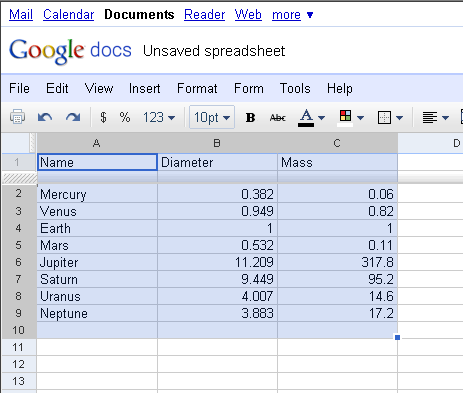 Mail Calendar Documents Reader Web more ▼
Google docs Unsaved spreadsheet
File Edit View Insert Format Form Tools Help
$ % 123 10pt B Abc A
A B C D
1 Name Diameter Mass
2 Mercury 0.382 0.06
3 Venus 0.949 0.82
4 Earth 1 1
5 Mars 0.532 0.11
6 Jupiter 11.209 317.8
7 Saturn 9.449 95.2
8 Uranus 4.007 14.6
9 Neptune 3.883 17.2
10
11
12
13